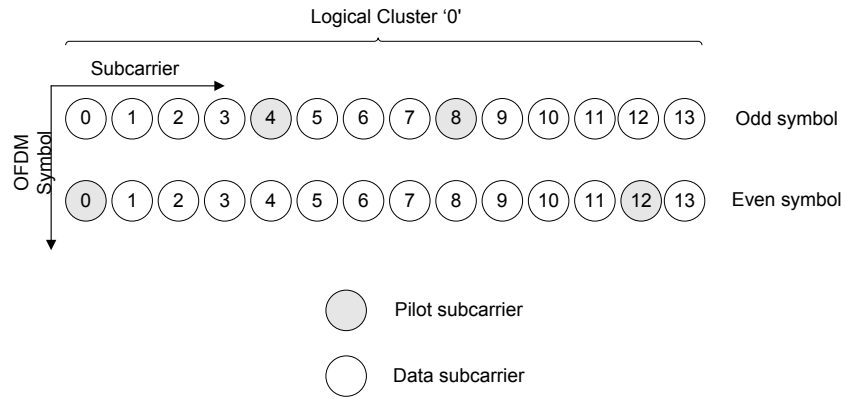 Logical Cluster ‘0'
Subcarrier
OFDM
Symbol
0 1 2 3 4 5 6 7 8 9 10 11 12 13 Odd symbol
0 1 2 3 4 5 6 7 8 9 10 11 12 13 Even symbol
Pilot subcarrier
Data subcarrier